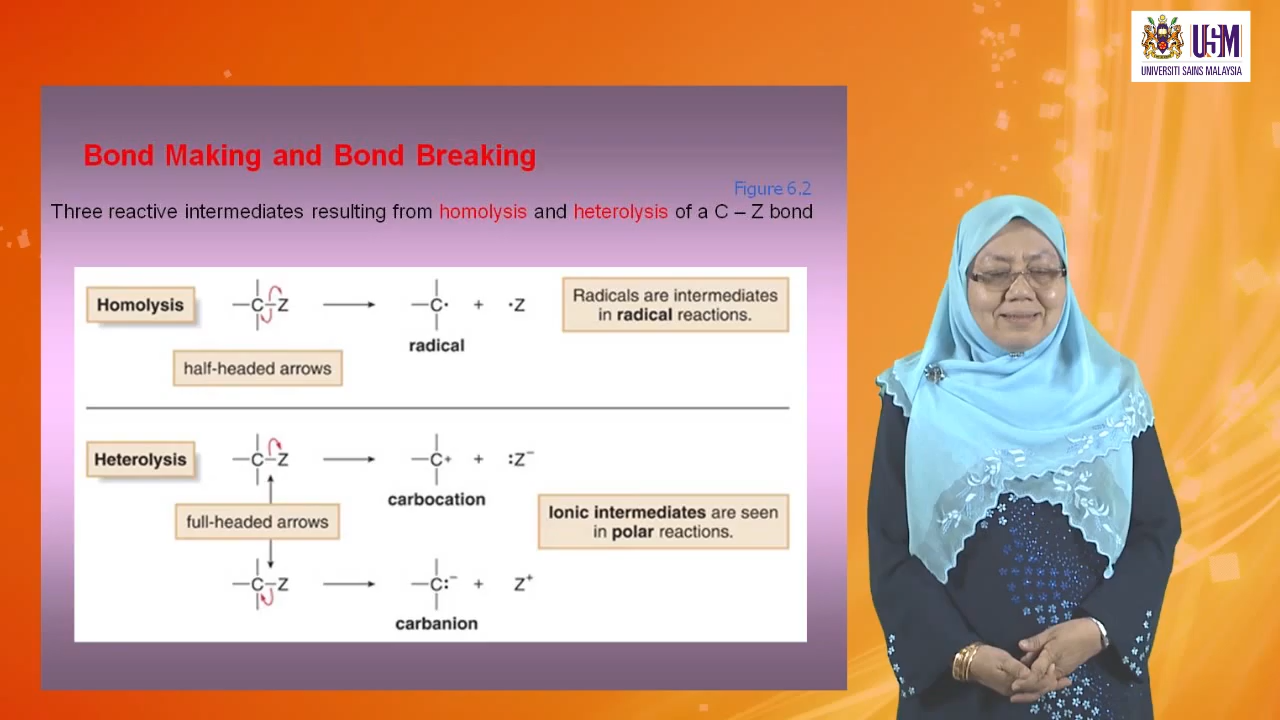 USM
UNIVERSITI SAINS MALAYSIA
Bond Making and Bond Breaking
Figure 6.2
Three reactive intermediates resulting from homolysis and heterolysis of a C – Z bond
Homolysis
C Z
C· + ·Z
radical
Radicals are intermediates
in radical reactions.
half-headed arrows
Heterolysis
C Z
C+ + :Z⁻
carbocation
full-headed arrows
Ionic intermediates are seen
in polar reactions.
C Z
C:⁻ + Z⁺
carbanion